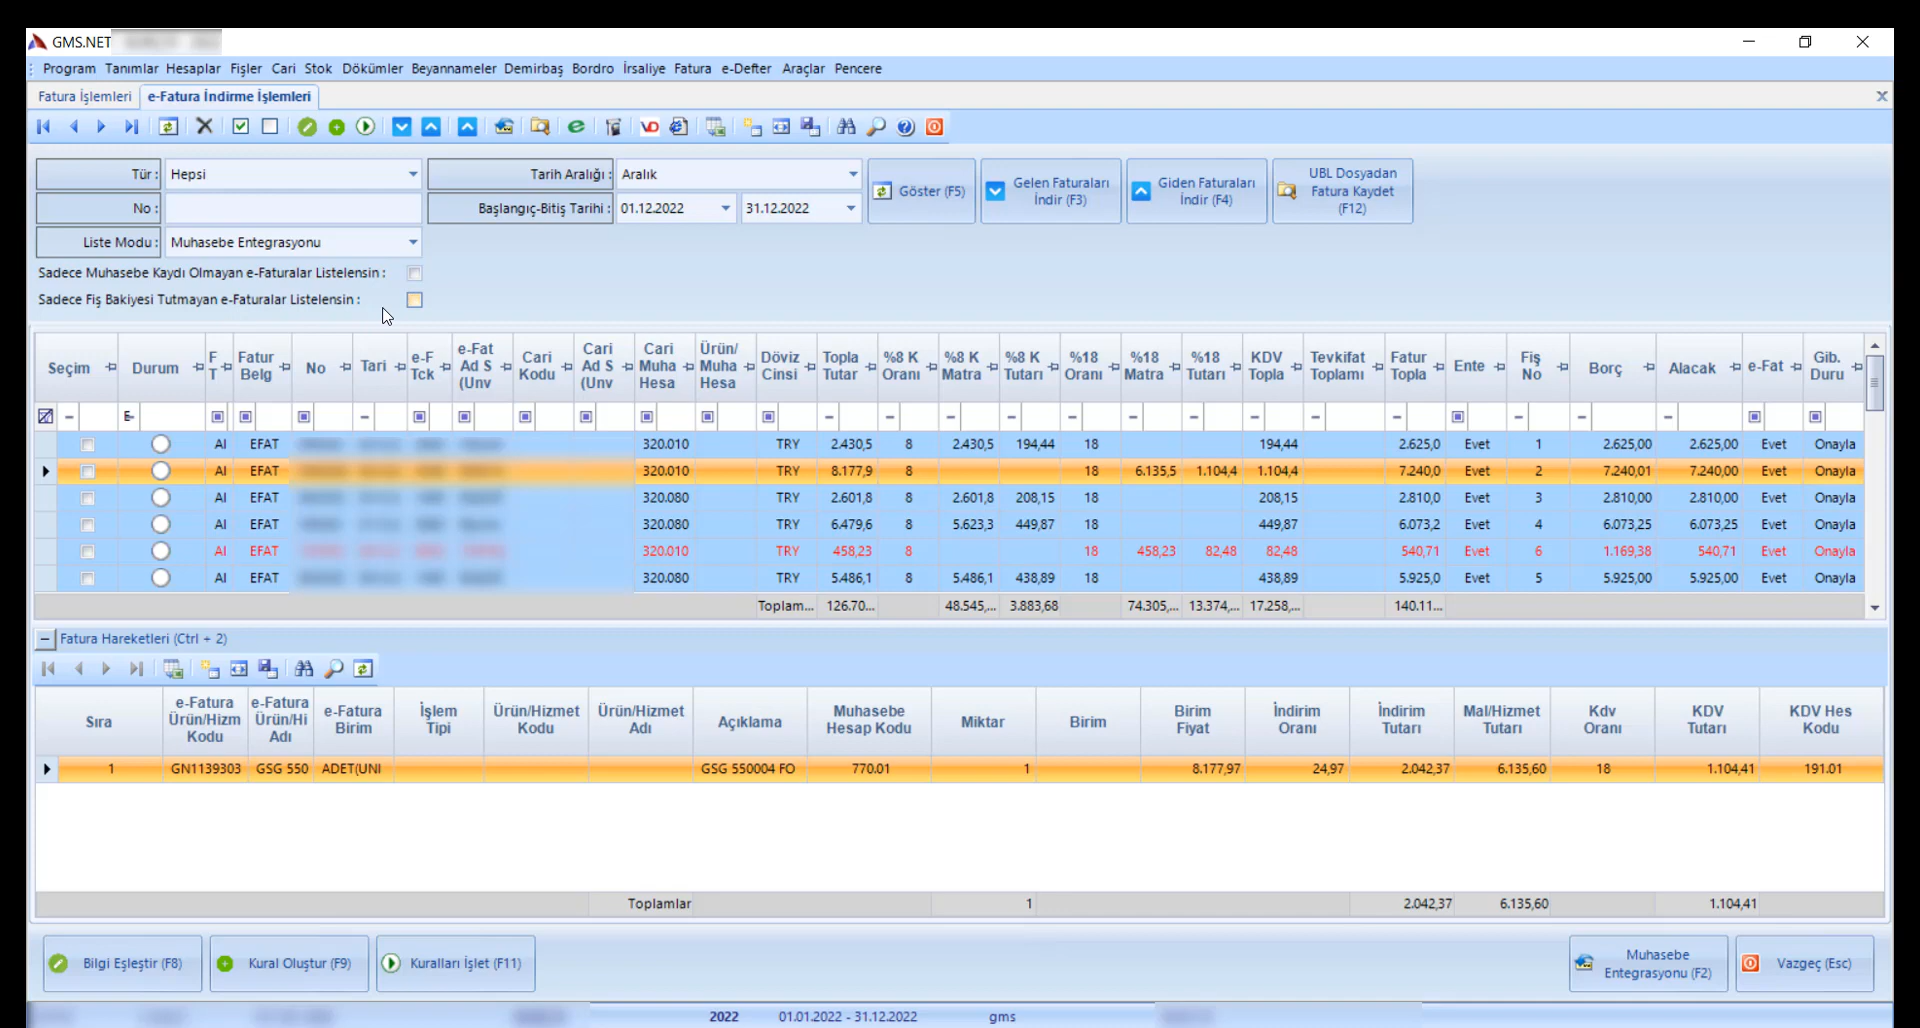 GMS.NET
Program Tanımlar Hesaplar Fişler Cari Stok Dökümler Beyannameler Demirbaş Bordro İrsaliye Fatura e-Defter Araçlar Pencere
Fatura İşlemleri e-Fatura İndirme İşlemleri
Tür : Hepsi Tarih Aralığı : Aralık
No : Başlangıç-Bitiş Tarihi : 01.12.2022 31.12.2022
Göster (F5)
Gelen Faturaları
İndir (F3)
Giden Faturaları
İndir (F4)
UBL Dosyadan
Fatura Kaydet
(F12)
Liste Modu : Muhasebe Entegrasyonu
Sadece Muhasebe Kaydı Olmayan e-Faturalar Listelensin :
Sadece Fiş Bakiyesi Tutmayan e-Faturalar Listelensin :
Seçim
Durum
F
T
Fatur
Belg
No
Tari
e-F
Tck
e-Fat
Ad S
(Unv
Cari
Kodu
Cari
Ad S
(Unv
Cari
Muha
Hesa
Ürün/
Muha
Hesa
Döviz
Cinsi
Topla
Tutar
%8 K
Oranı
%8 K
Matra
%8 K
Tutarı
%18
Oranı
%18
Matra
%18
Tutarı
KDV
Topla
Tevkifat
Toplamı
Fatur
Topla
Ente
Fiş
No
Borç
Alacak
e-Fat
Gib.
Duru
AI EFAT 320.010 TRY 2.430,5 8 2.430,5 194,44 18 194,44 2.625,0 Evet 1 2.625,00 2.625,00 Evet Onayla
AI EFAT 320.010 TRY 8.177,9 8 18 6.135,5 1.104,4 1.104,4 7.240,0 Evet 2 7.240,01 7.240,00 Evet Onayla
AI EFAT 320.080 TRY 2.601,8 8 2.601,8 208,15 18 208,15 2.810,0 Evet 3 2.810,00 2.810,00 Evet Onayla
AI EFAT 320.080 TRY 6.479,6 8 5.623,3 449,87 18 449,87 6.073,2 Evet 4 6.073,25 6.073,25 Evet Onayla
AI EFAT 320.010 TRY 458,23 8 18 458,23 82,48 82,48 540,71 Evet 6 1.169,38 540,71 Evet Onayla
AI EFAT 320.080 TRY 5.486,1 8 5.486,1 438,89 18 438,89 5.925,0 Evet 5 5.925,00 5.925,00 Evet Onayla
Toplam... 126.70... 48.545,... 3.883,68 74.305,... 13.374,... 17.258,... 140.11...
Fatura Hareketleri (Ctrl + 2)
Sıra
e-Fatura
Ürün/Hizm
Kodu
e-Fatura
Ürün/Hi
Adı
e-Fatura
Birim
İşlem
Tipi
Ürün/Hizmet
Kodu
Ürün/Hizmet
Adı
Açıklama
Muhasebe
Hesap Kodu
Miktar
Birim
Birim
Fiyat
İndirim
Oranı
İndirim
Tutarı
Mal/Hizmet
Tutarı
Kdv
Oranı
KDV
Tutarı
KDV Hes
Kodu
1 GN1139303 GSG 550 ADET(UNI GSG 550004 FO 770.01 1 8.177,97 24,97 2.042,37 6.135,60 18 1.104,41 191.01
Toplamlar 1 2.042,37 6.135,60 1.104,41
Bilgi Eşleştir (F8)
Kural Oluştur (F9)
Kuralları İşlet (F11)
Muhasebe
Entegrasyonu (F2)
Vazgeç (Esc)
2022 01.01.2022 - 31.12.2022 gms